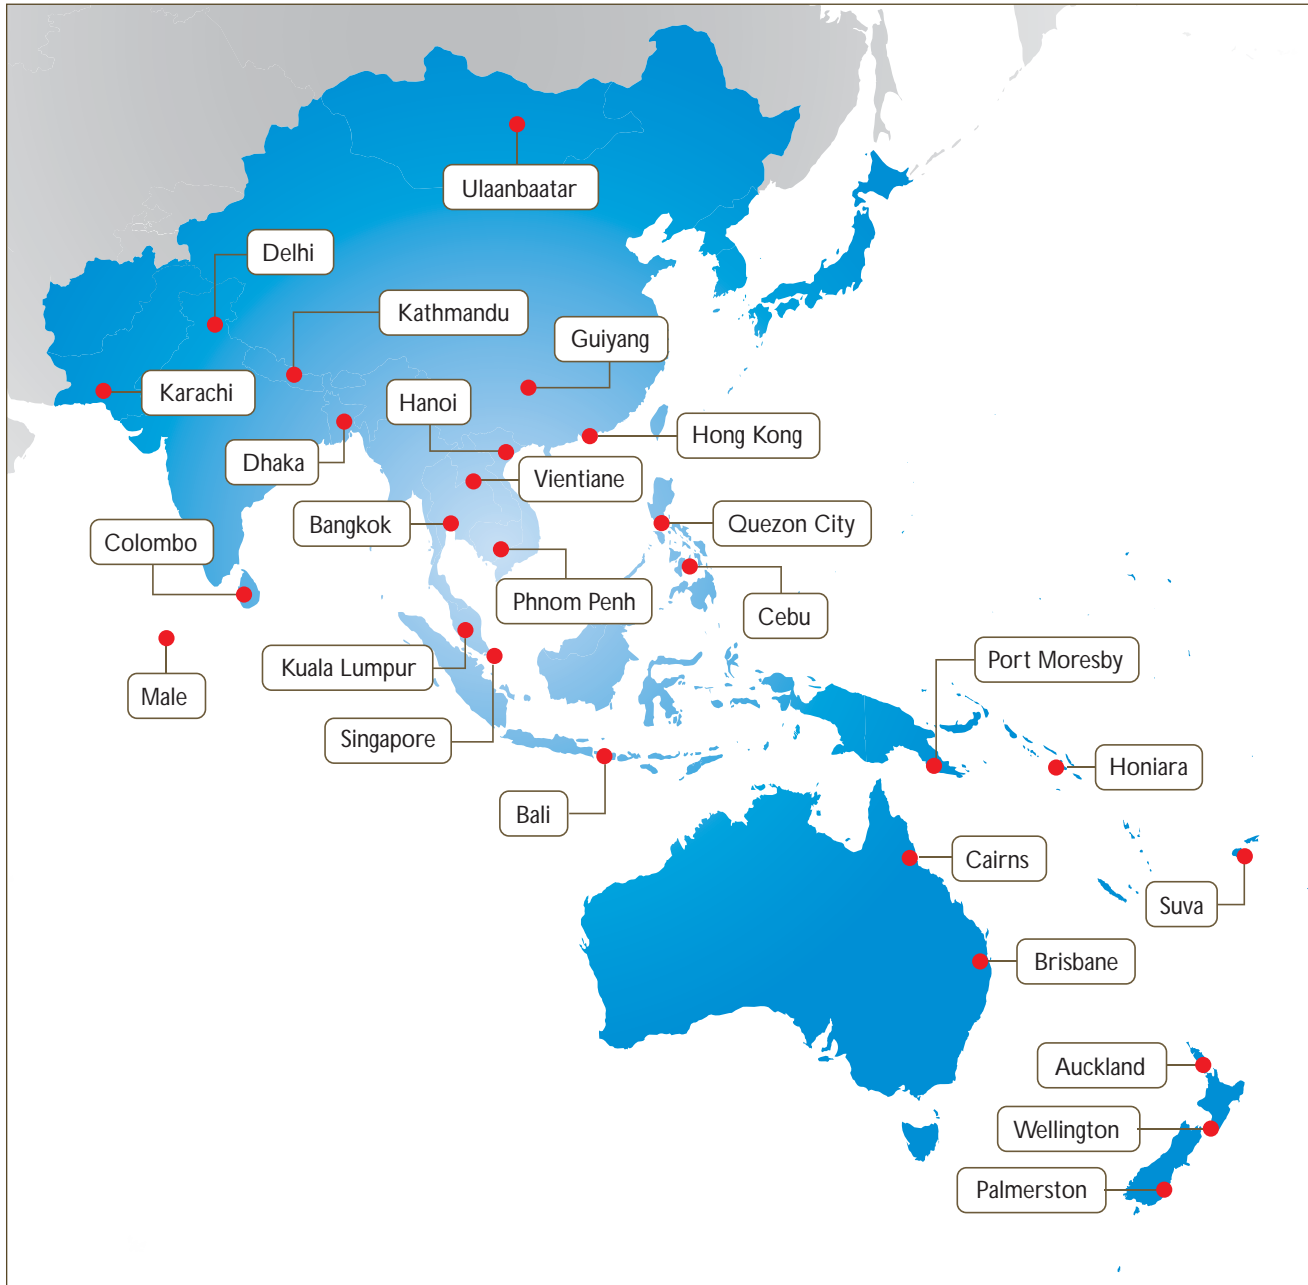 Ulaanbaatar
Delhi
Kathmandu
Guiyang
Karachi
Hanoi
Hong Kong
Dhaka
Vientiane
Bangkok
Quezon City
Colombo
Phnom Penh
Cebu
Kuala Lumpur
Port Moresby
Male
Singapore
Honiara
Bali
Cairns
Suva
Brisbane
Auckland
Wellington
Palmerston